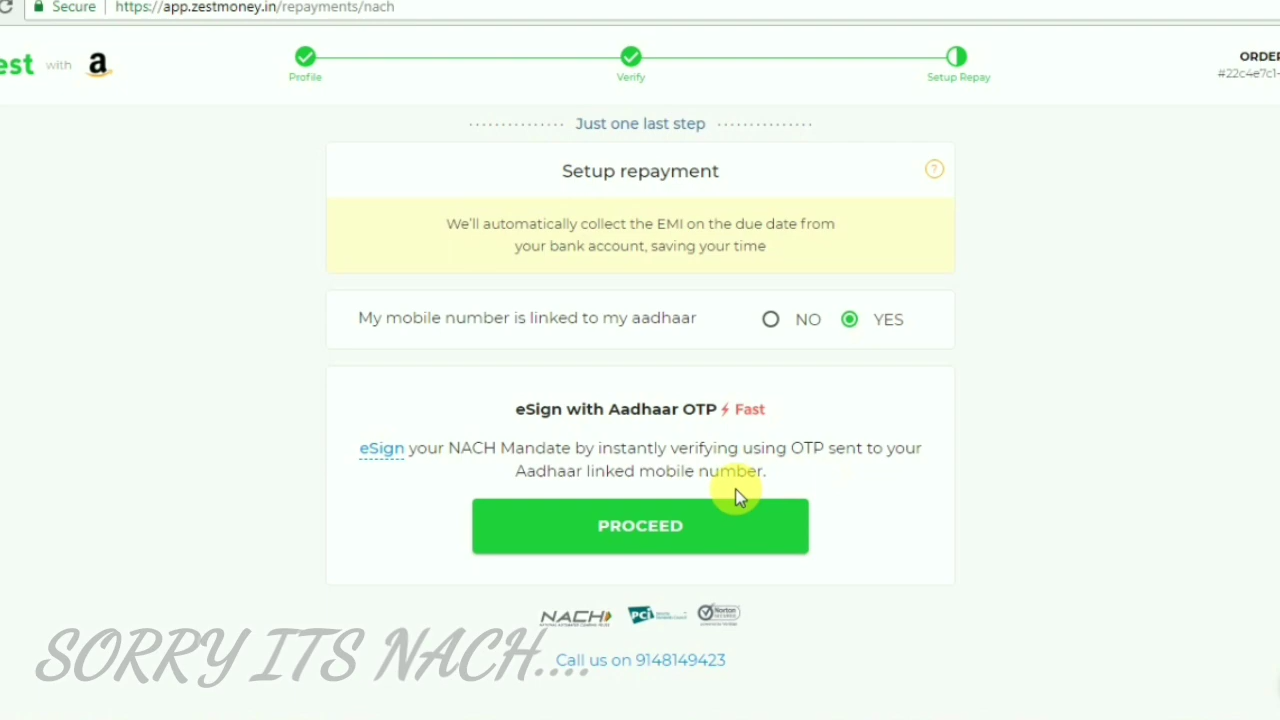 Secure https://app.zestmoney.in/repayments/nach
est with a
Profile
Verify
Setup Repay
ORDE
#22c4e7c1-
Just one last step
Setup repayment
?
We'll automatically collect the EMI on the due date from
your bank account, saving your time
My mobile number is linked to my aadhaar NO YES
eSign with Aadhaar OTP Fast
eSign your NACH Mandate by instantly verifying using OTP sent to your
Aadhaar linked mobile number.
PROCEED
NACH PCI Norton
SORRY ITS NACH....
Call us on 9148149423